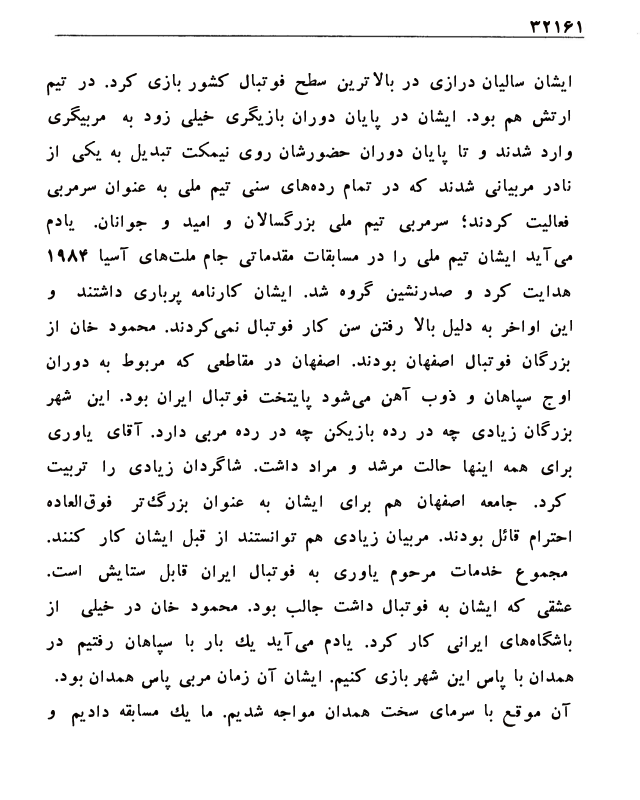 ۳۲۱۶۱
ایشان سالیان درازی در بالاترین سطح فوتبال کشور بازی کرد. در تیم
ارتش هم بود. ایشان در پایان دوران بازیگری خیلی زود به مربیگری
وارد شدند و تا پایان دوران حضورشان روی نیمکت تبدیل به یکی از
نادر مربیانی شدند که در تمام رده‌های سنی تیم ملی به عنوان سرمربی
فعالیت کردند؛ سرمربی تیم ملی بزرگسالان و امید و جوانان. یادم
می‌آید ایشان تیم ملی را در مسابقات مقدماتی جام ملت‌های آسیا ۱۹۸۴
هدایت کرد و صدرنشین گروه شد. ایشان کارنامه پرباری داشتند و
این اواخر به دلیل بالا رفتن سن کار فوتبال نمی‌کردند. محمود خان از
بزرگان فوتبال اصفهان بودند. اصفهان در مقاطعی که مربوط به دوران
اوج سپاهان و ذوب آهن می‌شود پایتخت فوتبال ایران بود. این شهر
بزرگان زیادی چه در رده بازیکن چه در رده مربی دارد. آقای یاوری
برای همه اینها حالت مرشد و مراد داشت. شاگردان زیادی را تربیت
کرد. جامعه اصفهان هم برای ایشان به عنوان بزرگ‌تر فوق‌العاده
احترام قائل بودند. مربیان زیادی هم توانستند از قبل ایشان کار کنند.
مجموع خدمات مرحوم یاوری به فوتبال ایران قابل ستایش است.
عشقی که ایشان به فوتبال داشت جالب بود. محمود خان در خیلی از
باشگاه‌های ایرانی کار کرد. یادم می‌آید یك بار با سپاهان رفتیم در
همدان با پاس این شهر بازی کنیم. ایشان آن زمان مربی پاس همدان بود.
آن موقع با سرمای سخت همدان مواجه شدیم. ما یك مسابقه دادیم و